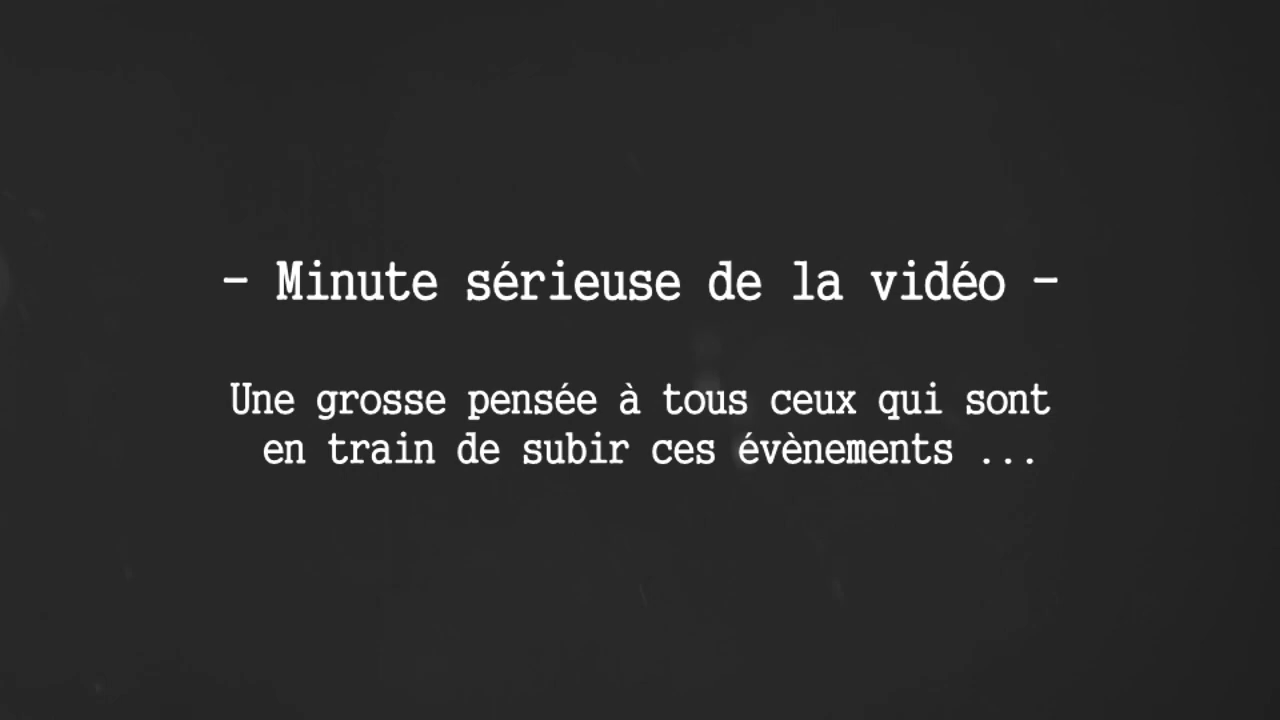 - Minute sérieuse de la vidéo -
Une grosse pensée à tous ceux qui sont
en train de subir ces évènements ...